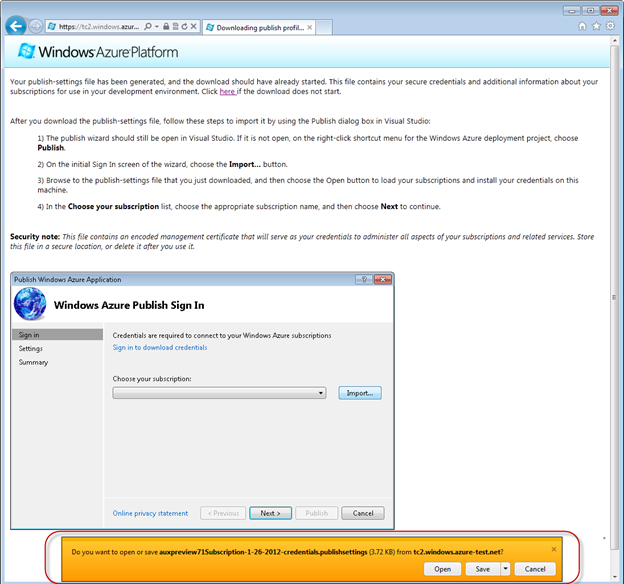 https://tc2.windows.azur...
Downloading publish profil...
Windows Azure Platform
Your publish-settings file has been generated, and the download should have already started. This file contains your secure credentials and additional information about your
subscriptions for use in your development environment. Click here if the download does not start.
After you download the publish-settings file, follow these steps to import it by using the Publish dialog box in Visual Studio:
1) The publish wizard should still be open in Visual Studio. If it is not open, on the right-click shortcut menu for the Windows Azure deployment project, choose
Publish.
2) On the initial Sign In screen of the wizard, choose the Import... button.
3) Browse to the publish-settings file that you just downloaded, and then choose the Open button to load your subscriptions and install your credentials on this
machine.
4) In the Choose your subscription list, choose the appropriate subscription name, and then choose Next to continue.
Security note: This file contains an encoded management certificate that will serve as your credentials to administer all aspects of your subscriptions and related services. Store
this file in a secure location, or delete it after you use it.
Publish Windows Azure Application
Windows Azure Publish Sign In
Sign in
Settings
Summary
Credentials are required to connect to your Windows Azure subscriptions
Sign in to download credentials
Choose your subscription:
Import...
Online privacy statement
< Previous
Next >
Publish
Cancel
Do you want to open or save auxpreview715ubscription-1-26-2012-credentials.publishsettings (3.72 KB) from tc2.windows.azure-test.net?
Open
Save
Cancel